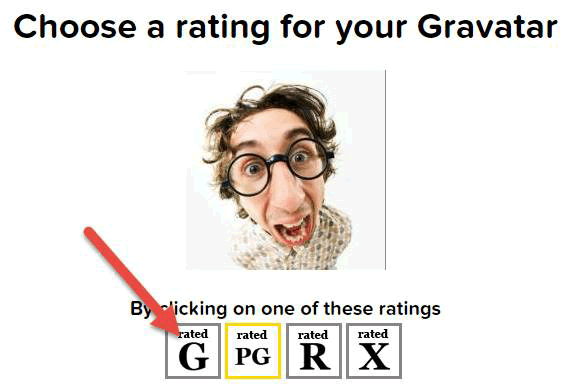 Choose a rating for your Gravatar
By clicking on one of these ratings
rated rated rated rated
G PG R X